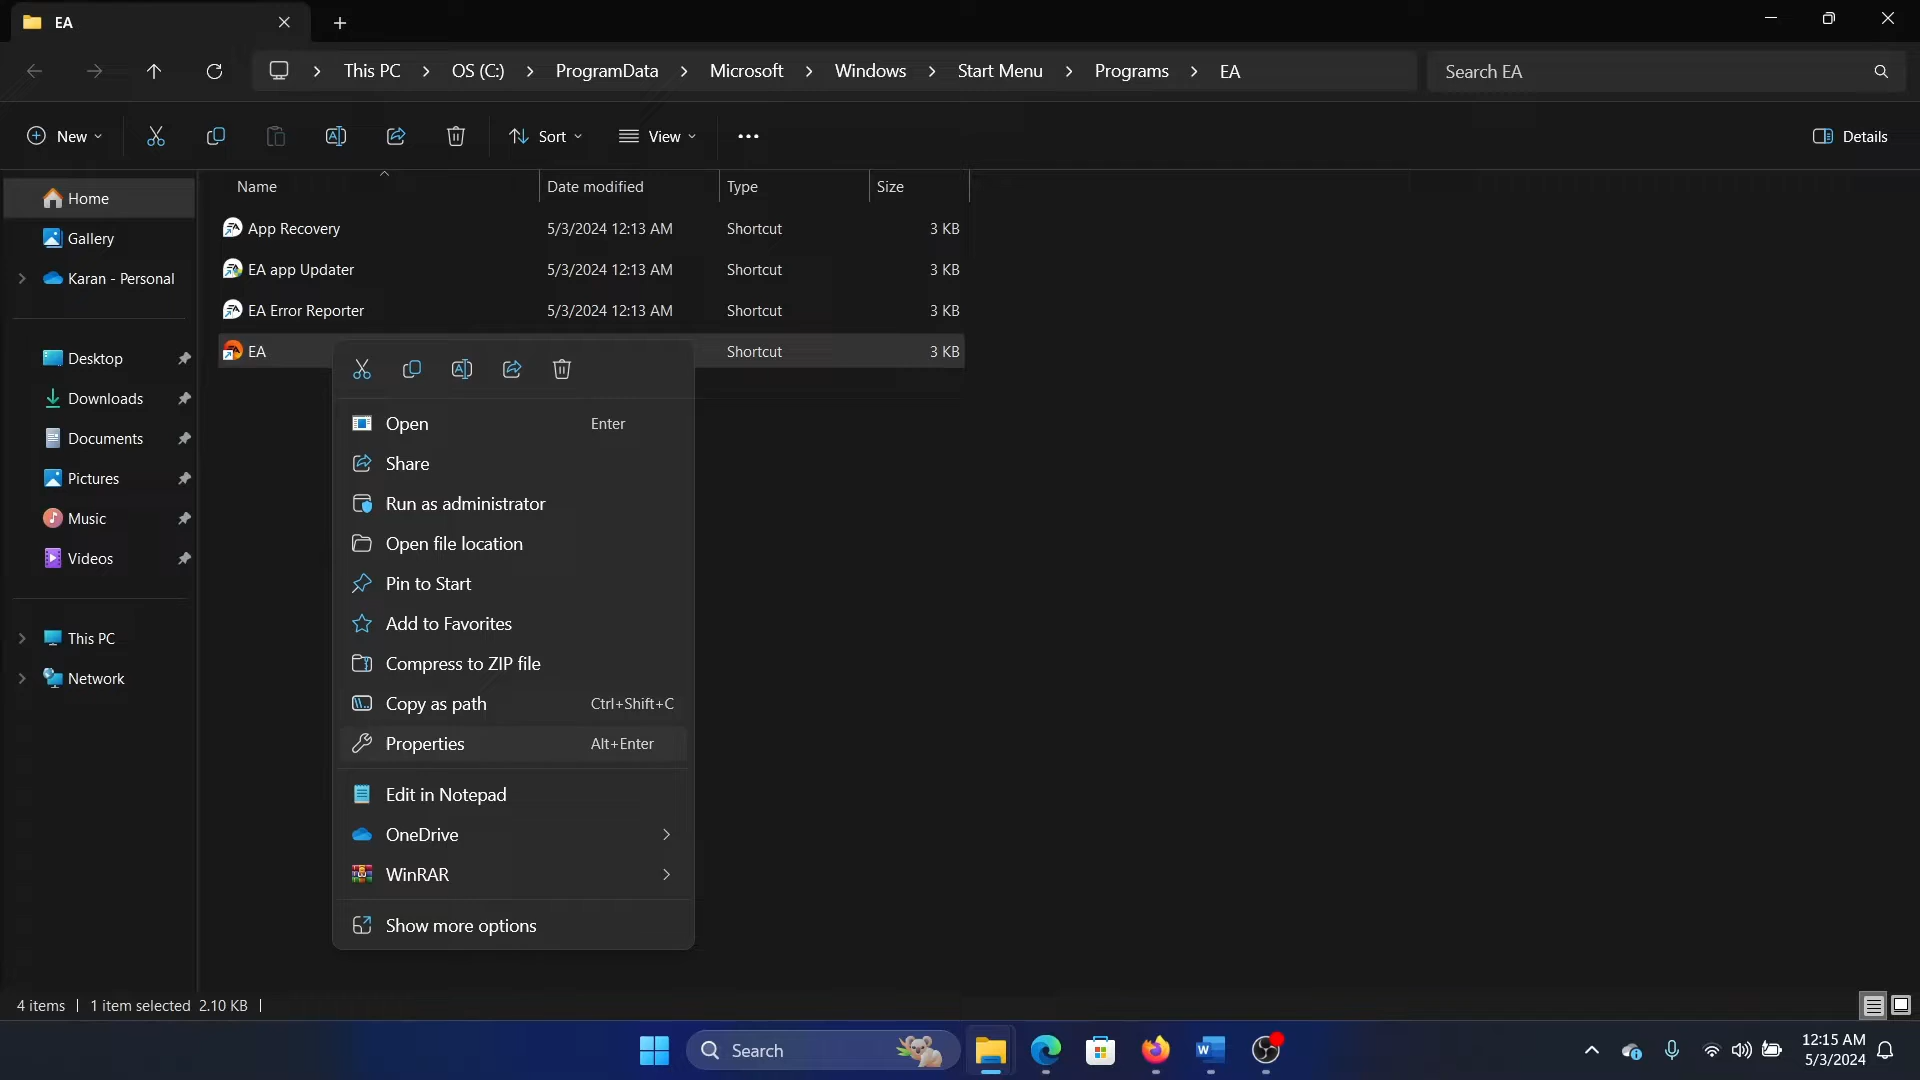 EA
This PC
OS (C:)
ProgramData
Microsoft
Windows
Start Menu
Programs
EA
Search EA
New
Sort
View
Details
Name
Date modified
Type
Size
Home
Gallery
Karan - Personal
Desktop
Downloads
Documents
Pictures
Music
Videos
This PC
Network
App Recovery 5/3/2024 12:13 AM Shortcut 3 KB
EA app Updater 5/3/2024 12:13 AM Shortcut 3 KB
EA Error Reporter 5/3/2024 12:13 AM Shortcut 3 KB
EA Shortcut 3 KB
Open Enter
Share
Run as administrator
Open file location
Pin to Start
Add to Favorites
Compress to ZIP file
Copy as path Ctrl+Shift+C
Properties Alt+Enter
Edit in Notepad
OneDrive
WinRAR
Show more options
4 items
1 item selected 2.10 KB
Search
12:15 AM
5/3/2024